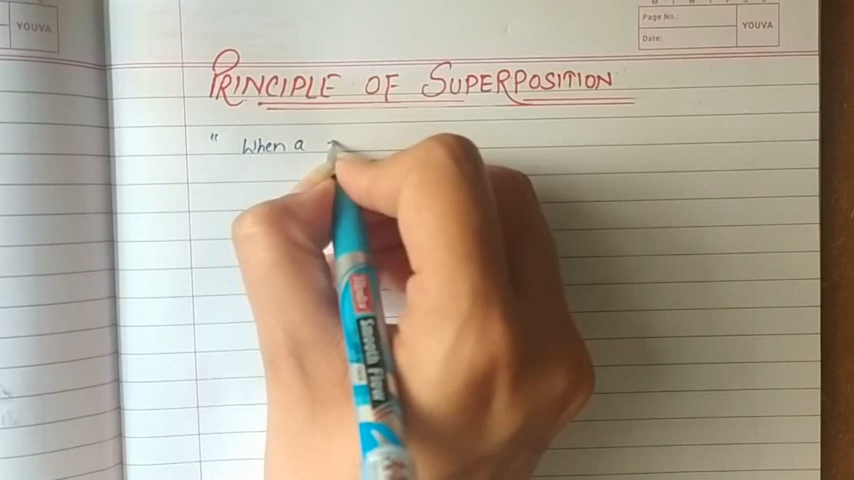 YOUVA
Page No.:
Date:
YOUVA
PRINCIPLE OF SUPERPOSITION
" When a
Smooth Flow